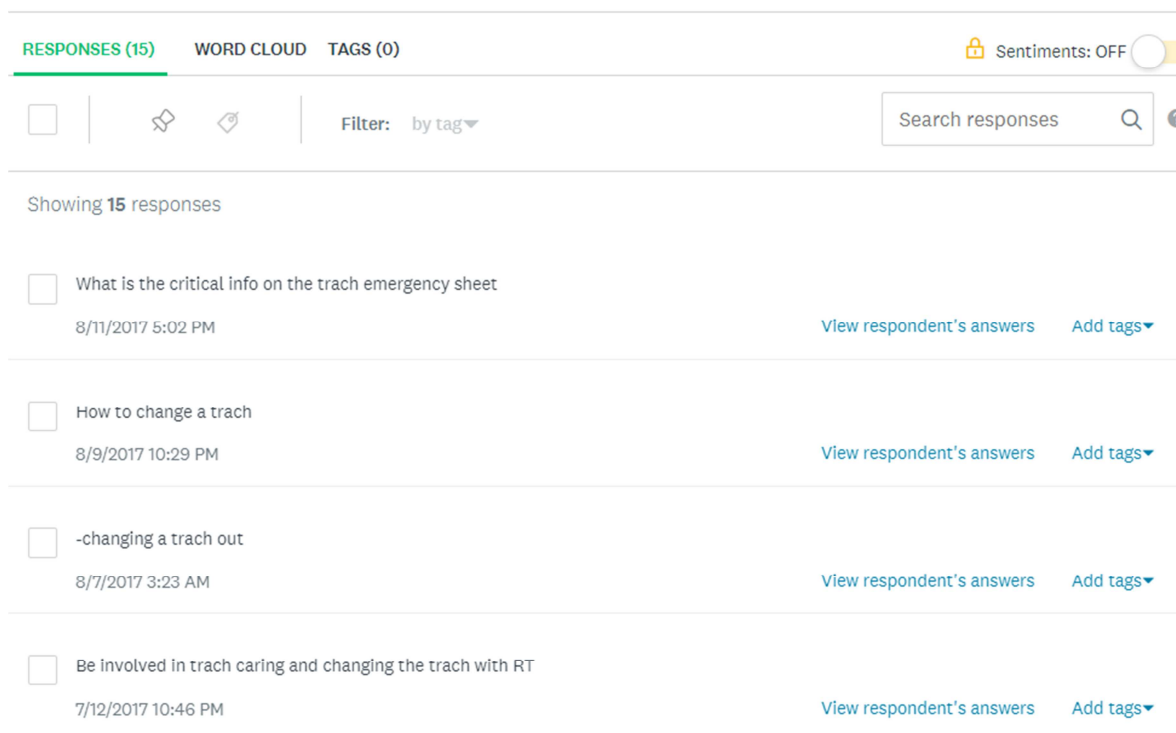 RESPONSES (15) WORD CLOUD TAGS (0) Sentiments: OFF
Filter: by tag Search responses
Showing 15 responses
What is the critical info on the trach emergency sheet
8/11/2017 5:02 PM View respondent's answers Add tags
How to change a trach
8/9/2017 10:29 PM View respondent's answers Add tags
-changing a trach out
8/7/2017 3:23 AM View respondent's answers Add tags
Be involved in trach caring and changing the trach with RT
7/12/2017 10:46 PM View respondent's answers Add tags